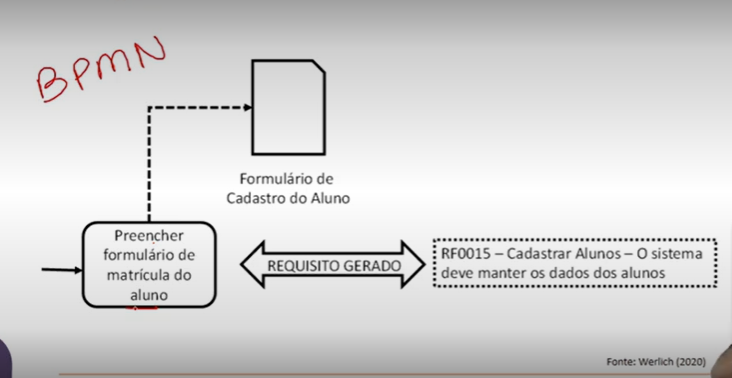 BPMN
Formulário de
Cadastro do Aluno
Preencher
formulário de
matrícula do
aluno
REQUISITO GERADO
RF0015 – Cadastrar Alunos – O sistema
deve manter os dados dos alunos
Fonte: Werlich (2020)